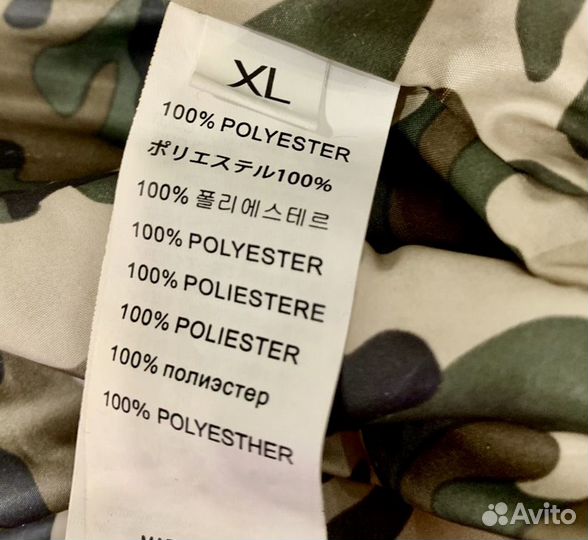 XL
100% POLYESTER
ポリエステル100%
100% 폴리에스테르
100% POLYESTER
100% POLIESTERE
100% POLIESTER
100% полиэстер
100% POLYESTHER
Avito